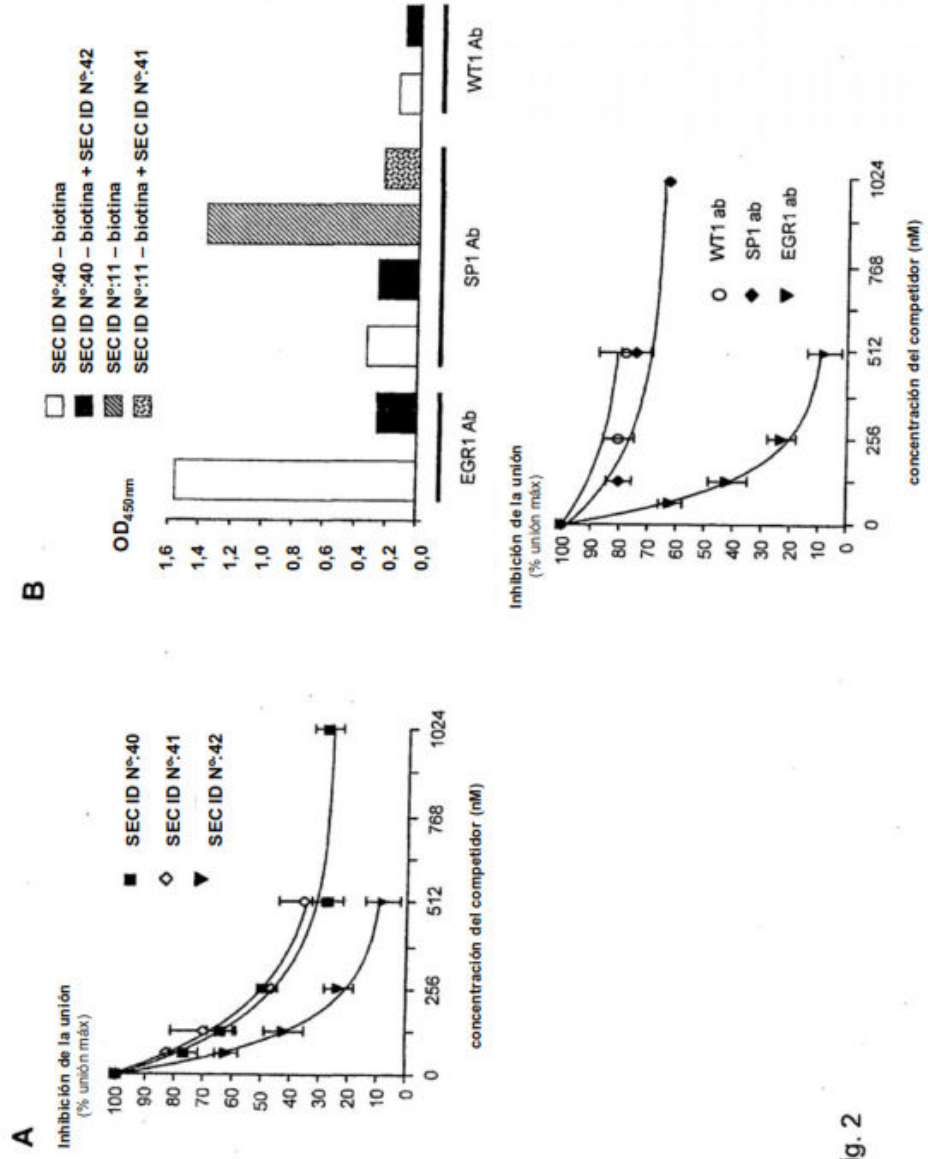 A
Inhibición de la unión
(% unión máx)
100
90
80
70
60
50
40
30
20
10
0
0
256
512
768
1024
concentración del competidor (nM)
SEC ID Nº:40
SEC ID Nº:41
SEC ID Nº:42
B
OD450nm
1,6
1,4
1,2
1,0
0,8
0,6
0,4
0,2
0,0
SEC ID Nº:40 – biotina
SEC ID Nº:40 – biotina + SEC ID Nº:42
SEC ID Nº:11 – biotina
SEC ID Nº:11 – biotina + SEC ID Nº:41
EGR1 Ab
SP1 Ab
WT1 Ab
Inhibición de la unión
(% unión máx)
100
90
80
70
60
50
40
30
20
10
0
0
256
512
768
1024
concentración del competidor (nM)
WT1 ab
SP1 ab
EGR1 ab
ig. 2